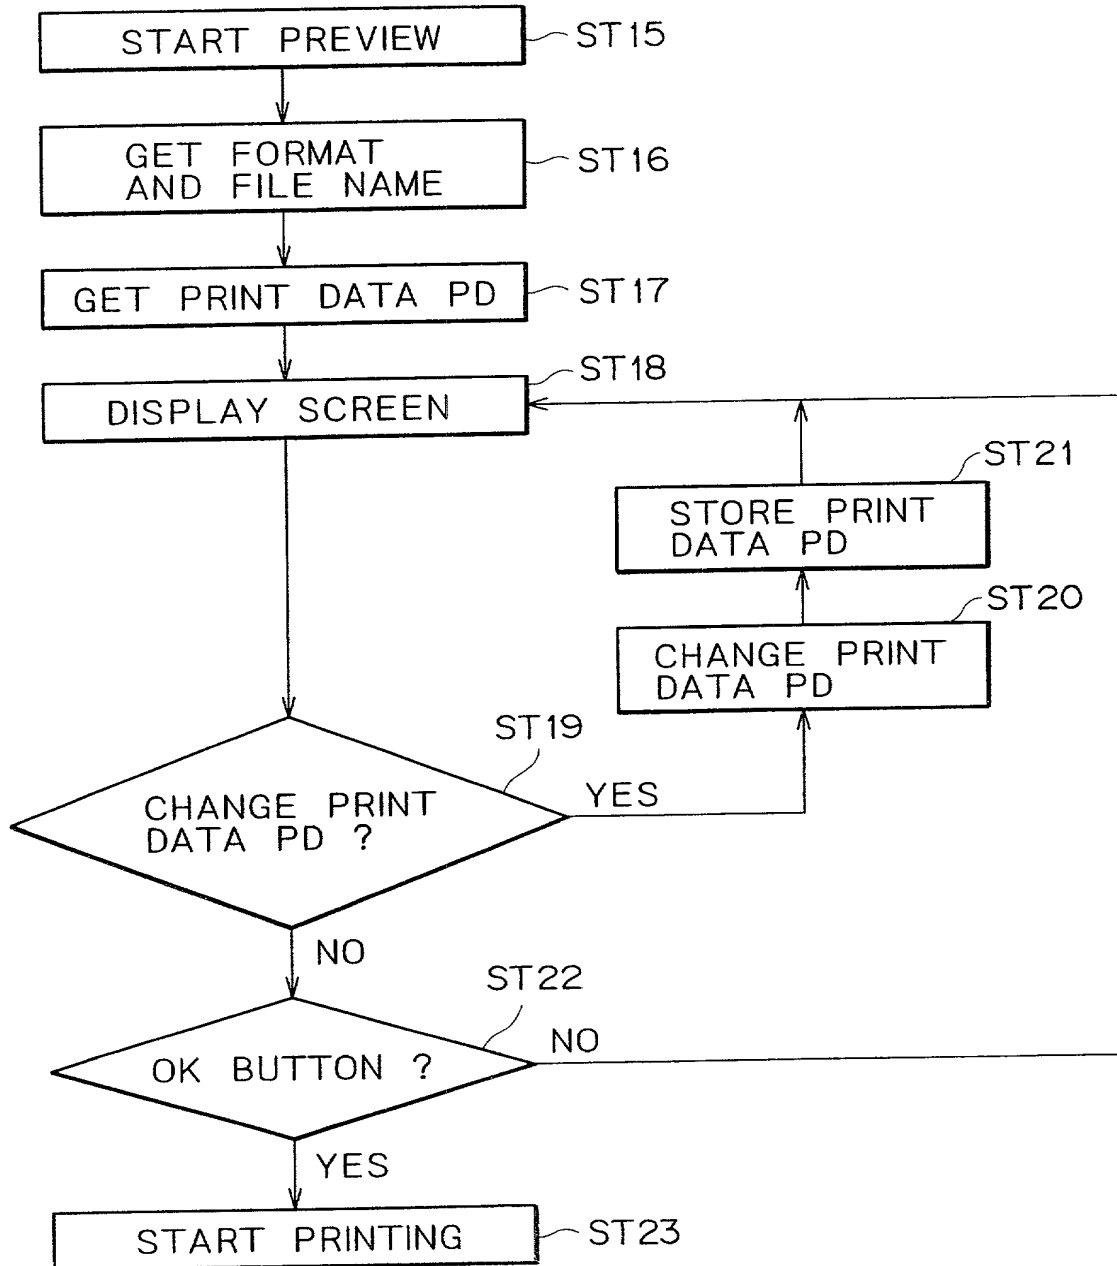 START PREVIEW
ST15
GET FORMAT
AND FILE NAME
ST16
GET PRINT DATA PD
ST17
DISPLAY SCREEN
ST18
ST21
STORE PRINT
DATA PD
ST20
CHANGE PRINT
DATA PD
ST19
CHANGE PRINT
DATA PD ?
YES
NO
ST22
OK BUTTON ?
NO
YES
START PRINTING
ST23